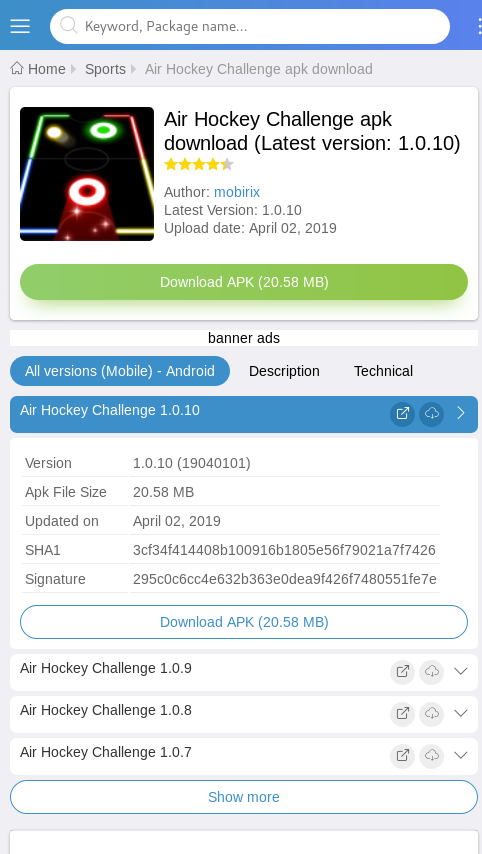 Keyword, Package name...
Home Sports Air Hockey Challenge apk download
Air Hockey Challenge apk
download (Latest version: 1.0.10)
Author: mobirix
Latest Version: 1.0.10
Upload date: April 02, 2019
Download APK (20.58 MB)
banner ads
All versions (Mobile) - Android Description Technical
Air Hockey Challenge 1.0.10
Version 1.0.10 (19040101)
Apk File Size 20.58 MB
Updated on April 02, 2019
SHA1 3cf34f414408b100916b1805e56f79021a7f7426
Signature 295c0c6cc4e632b363e0dea9f426f7480551fe7e
Download APK (20.58 MB)
Air Hockey Challenge 1.0.9
Air Hockey Challenge 1.0.8
Air Hockey Challenge 1.0.7
Show more